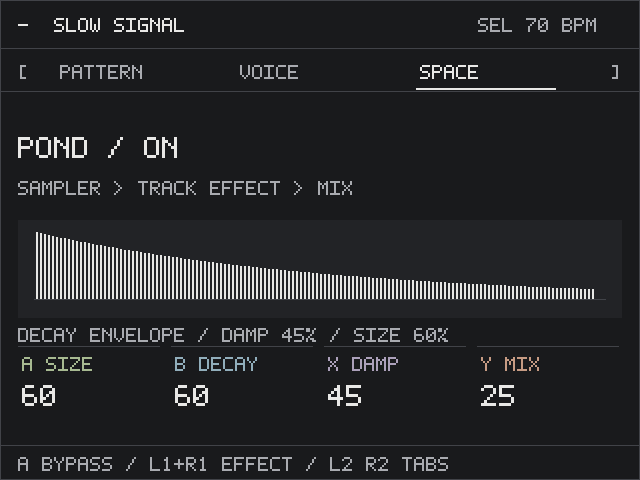 — SLOW SIGNAL SEL 70 BPM
[ PATTERN VOICE SPACE ]
POND / ON
SAMPLER > TRACK EFFECT > MIX
DECAY ENVELOPE / DAMP 45% / SIZE 60%
A SIZE B DECAY X DAMP Y MIX
60 60 45 25
A BYPASS / L1+R1 EFFECT / L2 R2 TABS